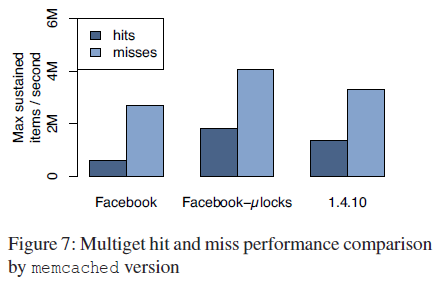 6M
hits
misses
4M
2M
0
Max sustained
items / second
Facebook
Facebook−μlocks
1.4.10
Figure 7: Multiget hit and miss performance comparison
by memcached version